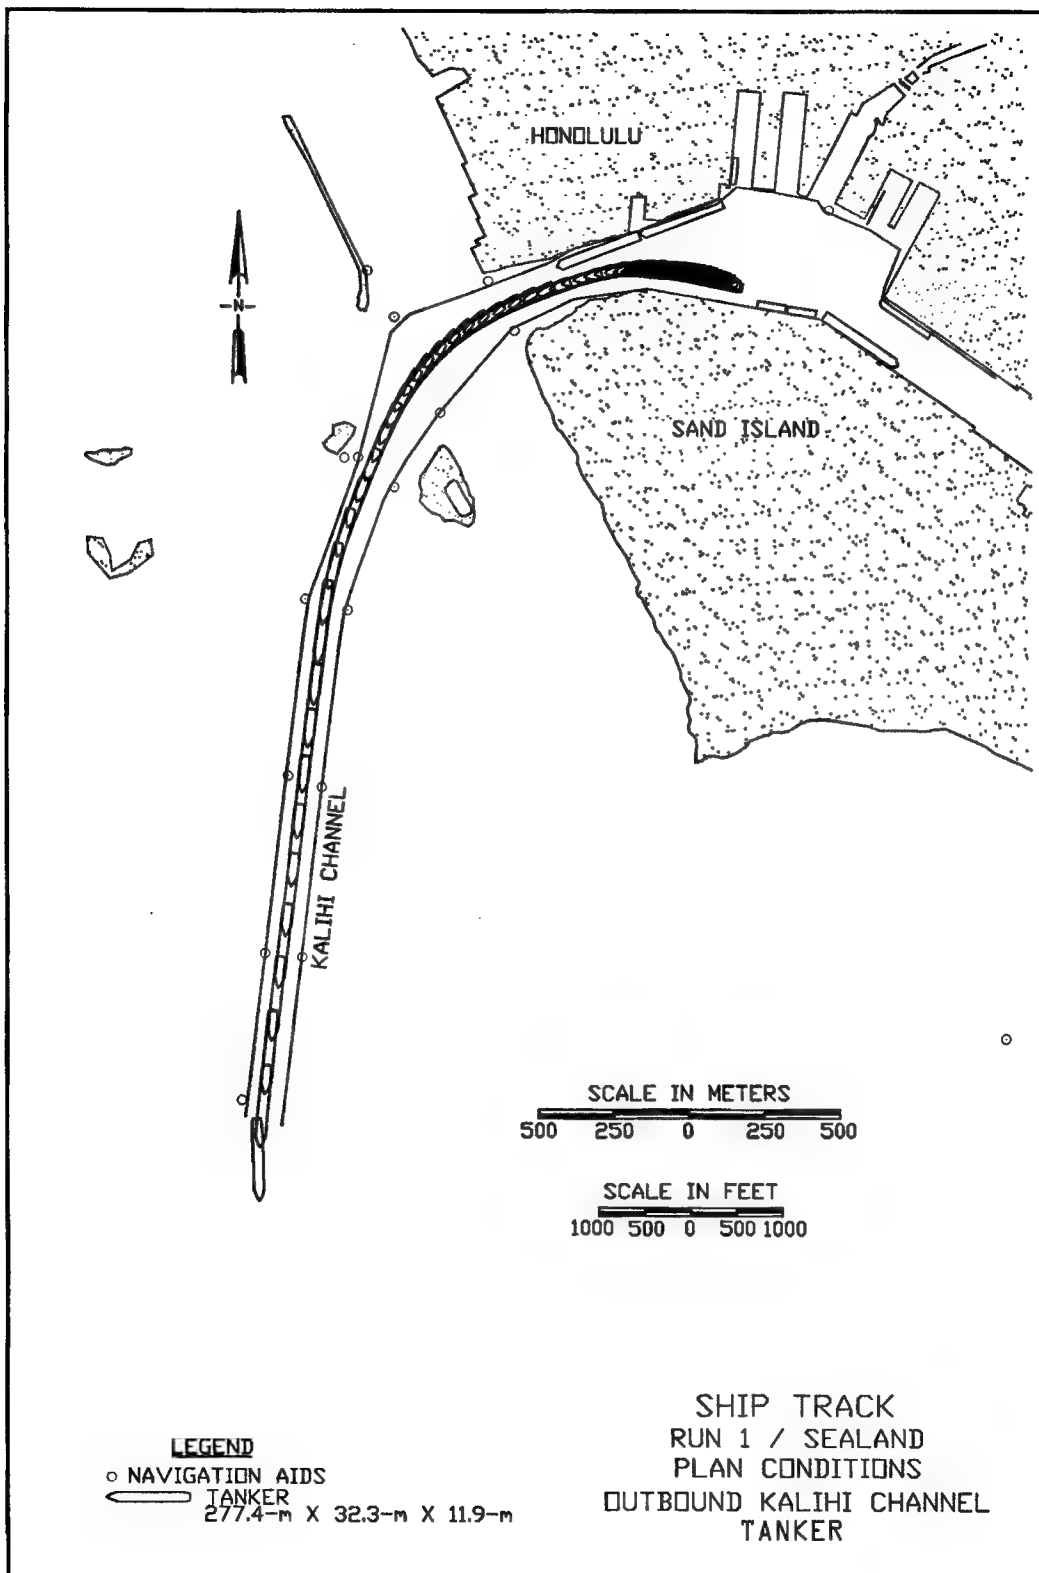 HONOLULU
N
SAND ISLAND
KALIHI CHANNEL
SCALE IN METERS
500 250 0 250 500
SCALE IN FEET
1000 500 0 500 1000
SHIP TRACK
RUN 1 / SEALAND
PLAN CONDITIONS
OUTBOUND KALIHI CHANNEL
TANKER
LEGEND
NAVIGATION AIDS
TANKER
277.4-m X 32.3-m X 11.9-m